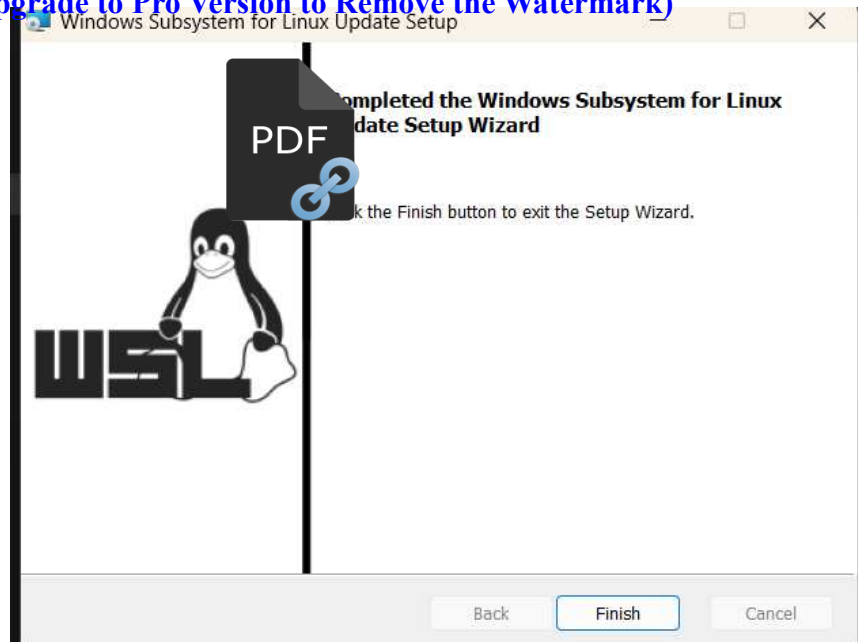 grade to Pro Version to Remove the Watermark)
Windows Subsystem for Linux Update Setup
ompleted the Windows Subsystem for Linux
date Setup Wizard
PDF
k the Finish button to exit the Setup Wizard.
WSL
Back Finish Cancel